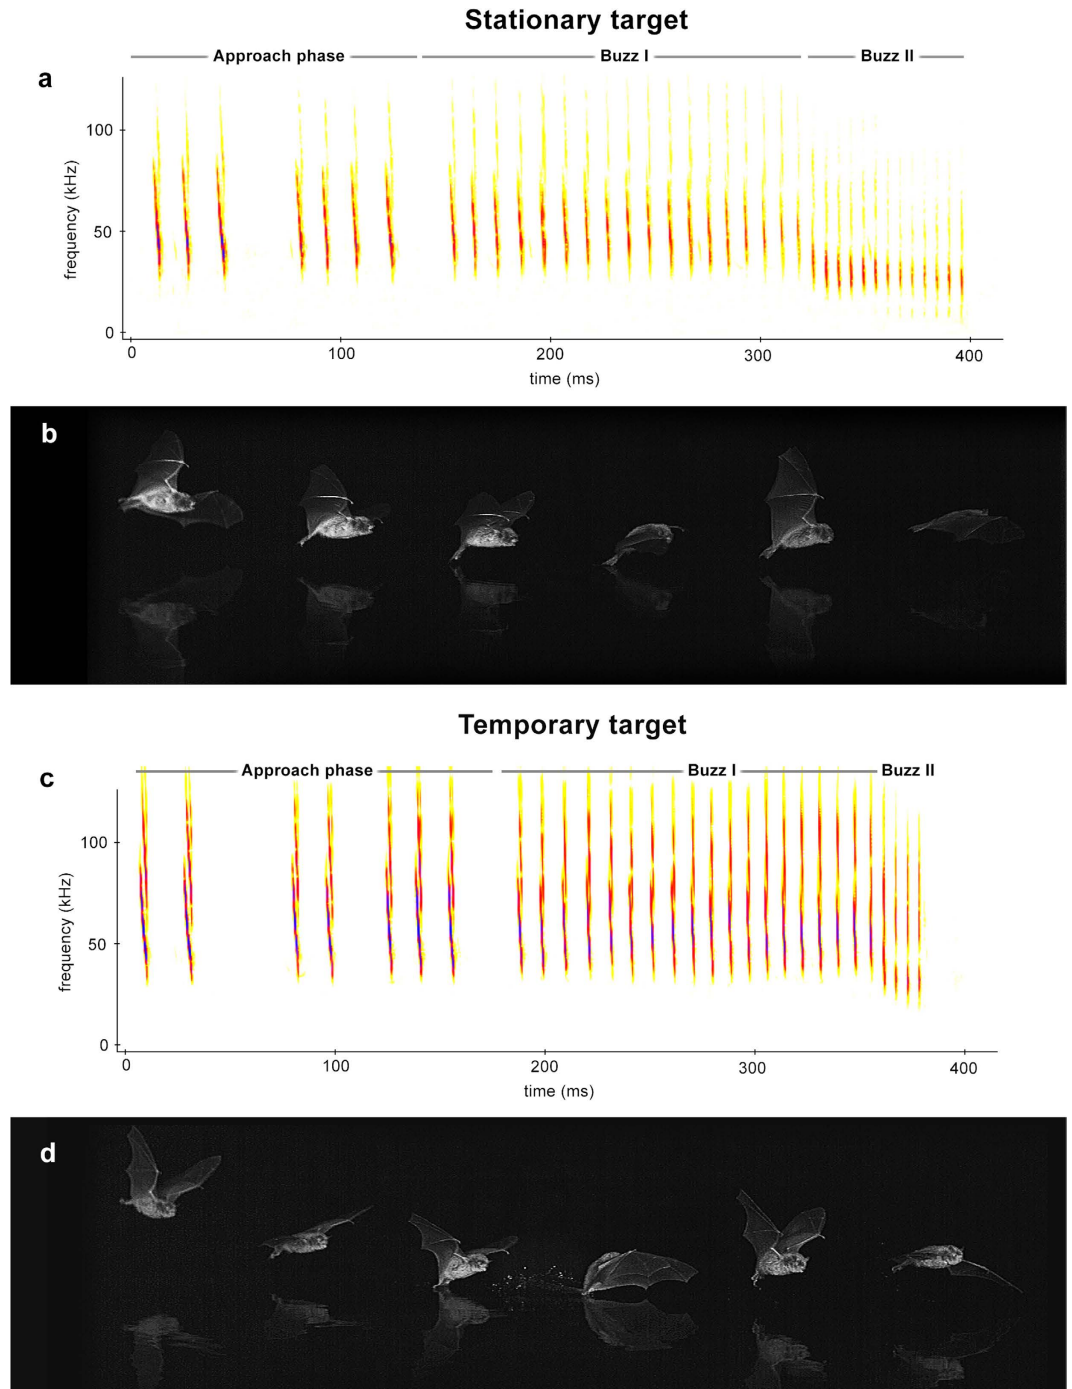 Stationary target
Approach phase Buzz I Buzz II
a
100
50
0
frequency (kHz)
0 100 200 300 400
time (ms)
b
Temporary target
c
Approach phase Buzz I Buzz II
100
50
0
frequency (kHz)
0 100 200 300 400
time (ms)
d